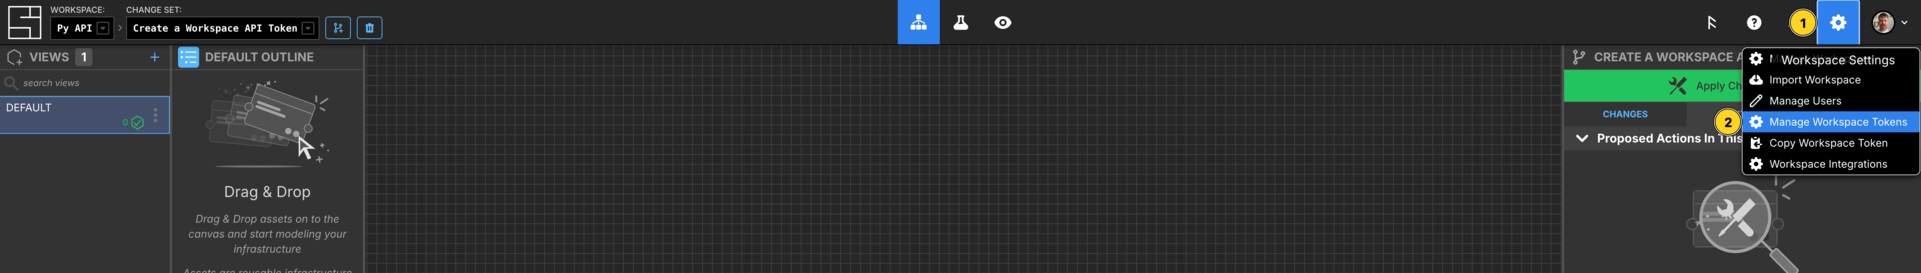 WORKSPACE:
Py API
CHANGE SET:
Create a Workspace API Token
1
VIEWS 1
search views
DEFAULT
0
DEFAULT OUTLINE
Drag & Drop
Drag & Drop assets on to the
canvas and start modeling your
infrastructure
Assets are reusable infrastructure
CREATE A WORKSPACE
Apply Ch
CHANGES
Proposed Actions In This
Workspace Settings
Import Workspace
Manage Users
2
Manage Workspace Tokens
Copy Workspace Token
Workspace Integrations